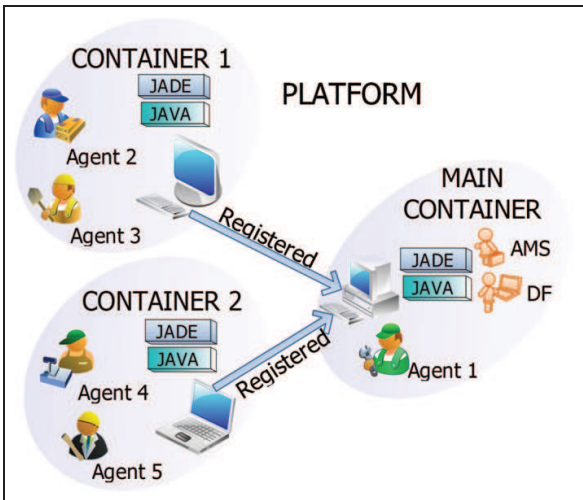 CONTAINER 1
JADE
JAVA
Agent 2
Agent 3
PLATFORM
Registered
MAIN
CONTAINER
JADE
JAVA
AMS
DF
Agent 1
CONTAINER 2
JADE
JAVA
Agent 4
Agent 5
Registered